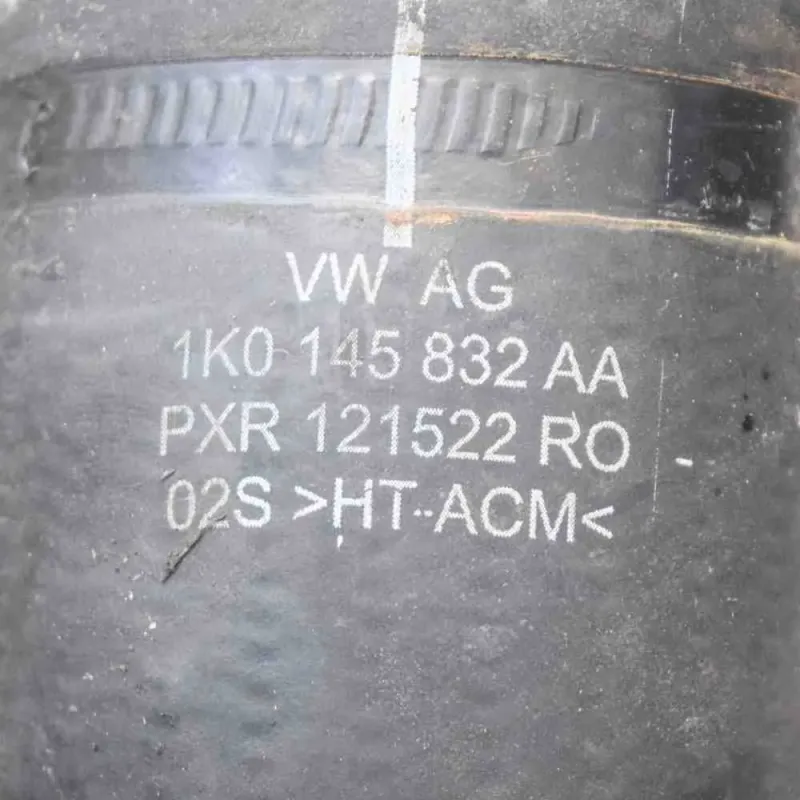 VW AG
1K0 145 832 AA
PXR 121522 RO
02S >HT-ACM<